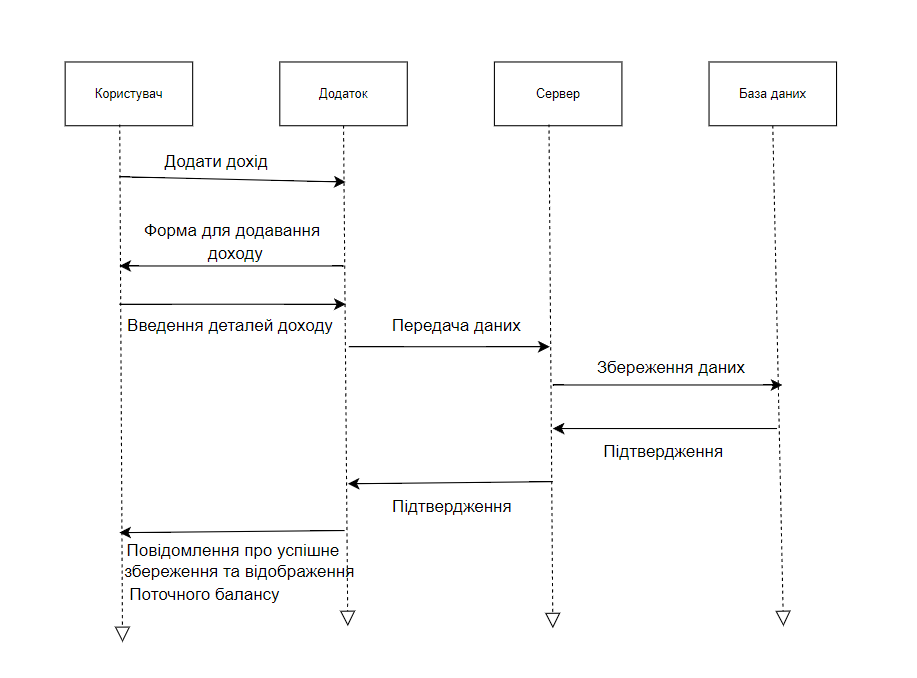 Користувач
Додаток
Сервер
База даних
Додати дохід
Форма для додавання
доходу
Введення деталей доходу
Передача даних
Збереження даних
Підтвердження
Підтвердження
Повідомлення про успішне
збереження та відображення
Поточного балансу